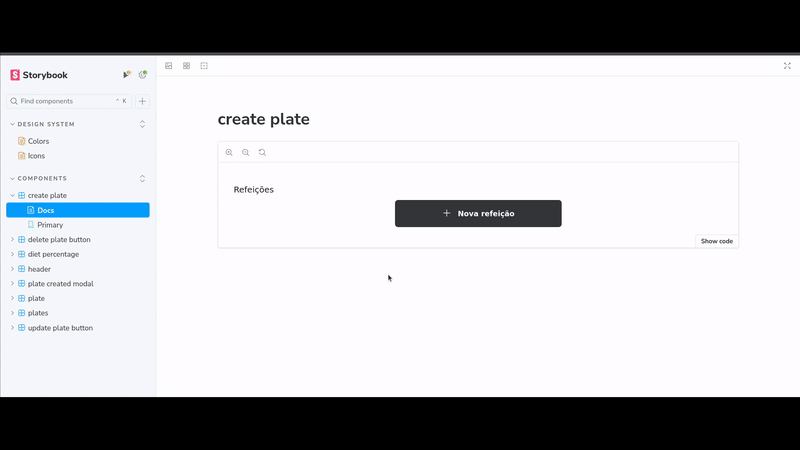 Storybook
Find components
^ K
DESIGN SYSTEM
Colors
Icons
COMPONENTS
create plate
Docs
Primary
delete plate button
diet percentage
header
plate created modal
plate
plates
update plate button
create plate
Refeições
+ Nova refeição
Show code